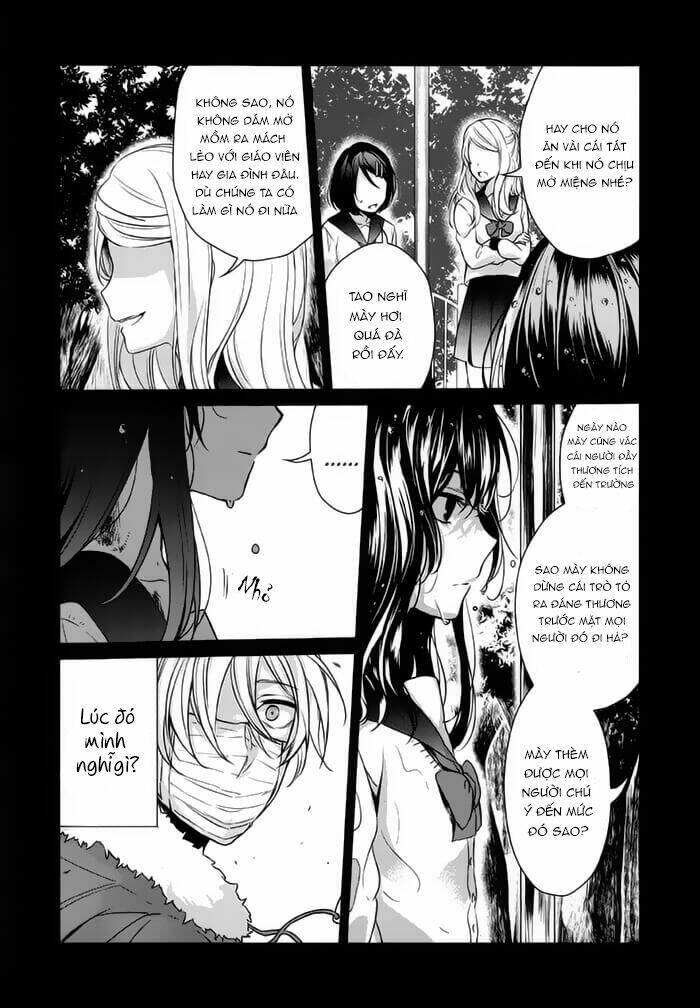 HAY CHO NÓ
ĂN VÀI CÁI TÁT
ĐẾN KHI NÓ CHỊU
MỞ MIỆNG NHÉ?
TAO NGHĨ
MÀY HƠI
QUÁ ĐÀ
RỒI ĐẤY.
KHÔNG SAO, NÓ
KHÔNG DÁM MỞ
MỒM RA MÁCH
LẺO VỚI GIÁO VIÊN
HAY GIA ĐÌNH ĐÂU.
DÙ CHÚNG TA CÓ
LÀM GÌ NÓ ĐI NỮA
NGÀY NÀO
MÀY CŨNG VÁC
CÁI NGƯỜI ĐẦY
THƯƠNG TÍCH
ĐẾN TRƯỜNG
SAO MÀY KHÔNG
DỪNG CÁI TRÒ TỎ
RA ĐÁNG THƯƠNG
TRƯỚC MẶT MỌI
NGƯỜI ĐÓ ĐI HẢ?
MÀY THÈM
ĐƯỢC MỌI
NGƯỜI CHÚ
Ý ĐẾN MỨC
ĐÓ SAO?
........
Nhỏ
Lúc đó
mình
nghĩgì?